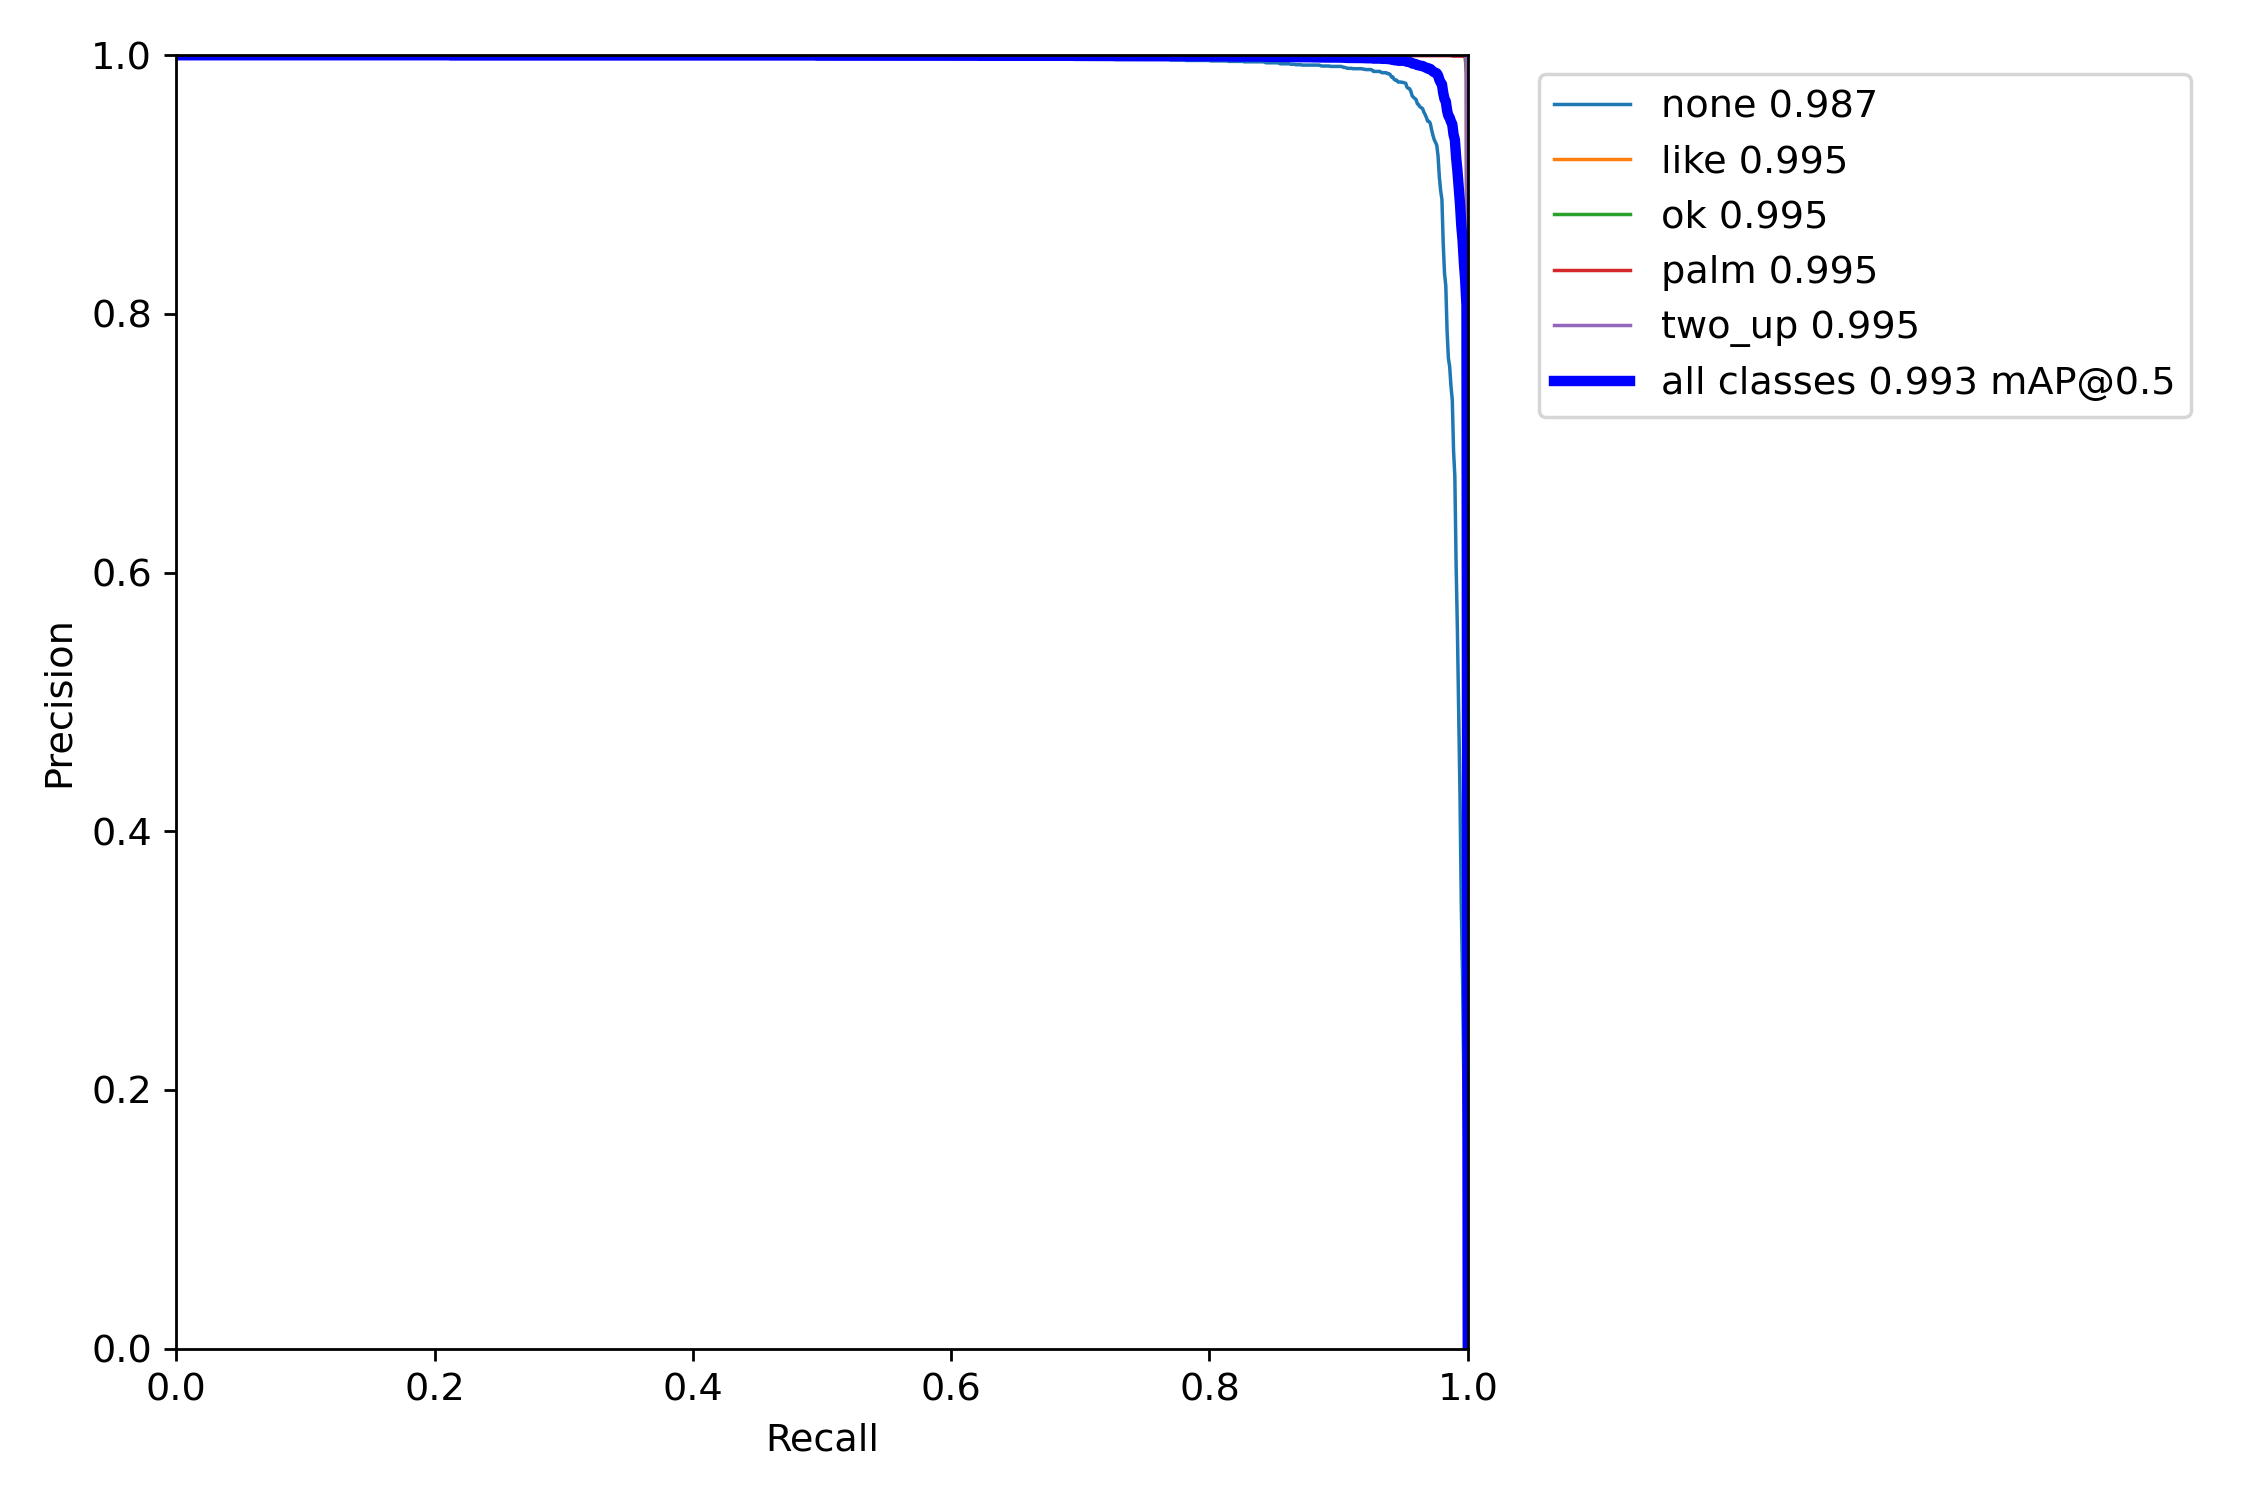 1.0
0.8
0.6
0.4
0.2
0.0
Precision
0.0 0.2 0.4 0.6 0.8 1.0
Recall
none 0.987
like 0.995
ok 0.995
palm 0.995
two_up 0.995
all classes 0.993 mAP@0.5